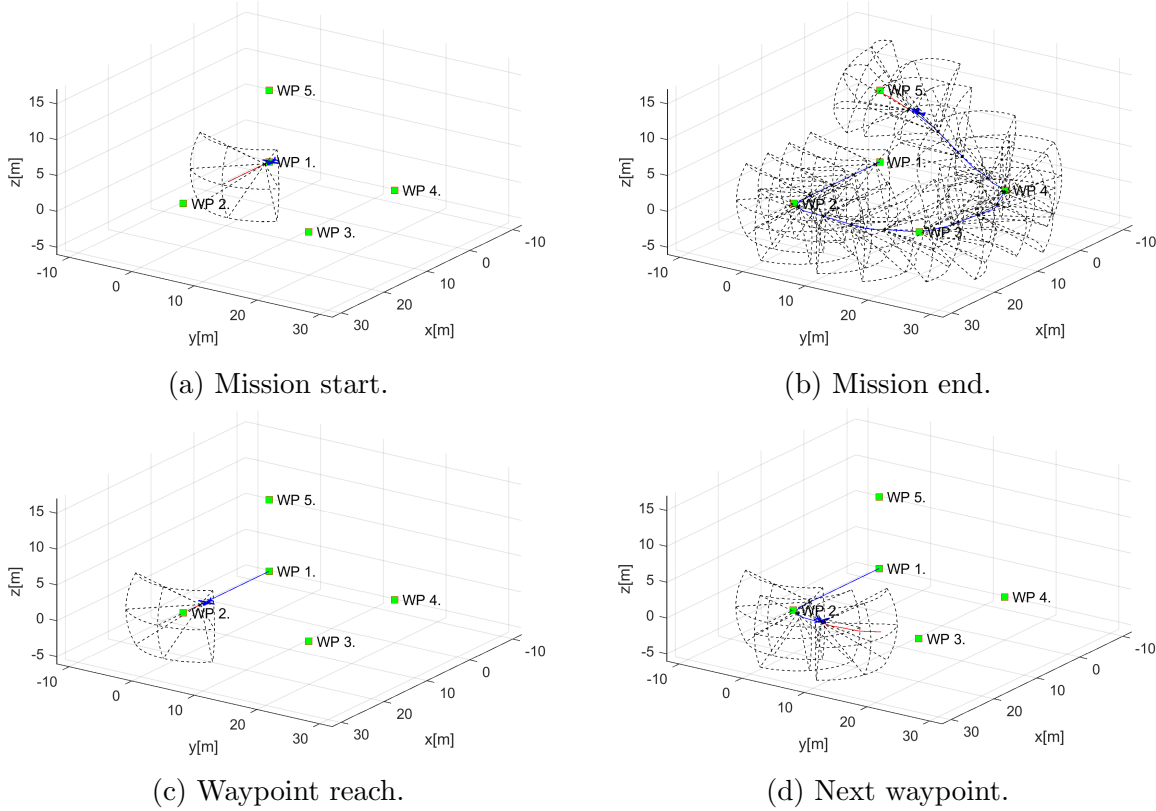 WP 5.
WP 1.
WP 4.
WP 2.
WP 3.
15
10
5
0
-5
z[m]
-10
0
10
20
30
y[m]
30
20
10
0
-10
x[m]
(a) Mission start.
WP 5.
WP 1.
WP 4.
WP 2.
WP 3.
15
10
5
0
-5
z[m]
-10
0
10
20
30
y[m]
30
20
10
0
-10
x[m]
(b) Mission end.
WP 5.
WP 1.
WP 4.
WP 2.
WP 3.
15
10
5
0
-5
z[m]
-10
0
10
20
30
y[m]
30
20
10
0
-10
x[m]
(c) Waypoint reach.
WP 5.
WP 1.
WP 4.
WP 2.
WP 3.
15
10
5
0
-5
z[m]
-10
0
10
20
30
y[m]
30
20
10
0
-10
x[m]
(d) Next waypoint.